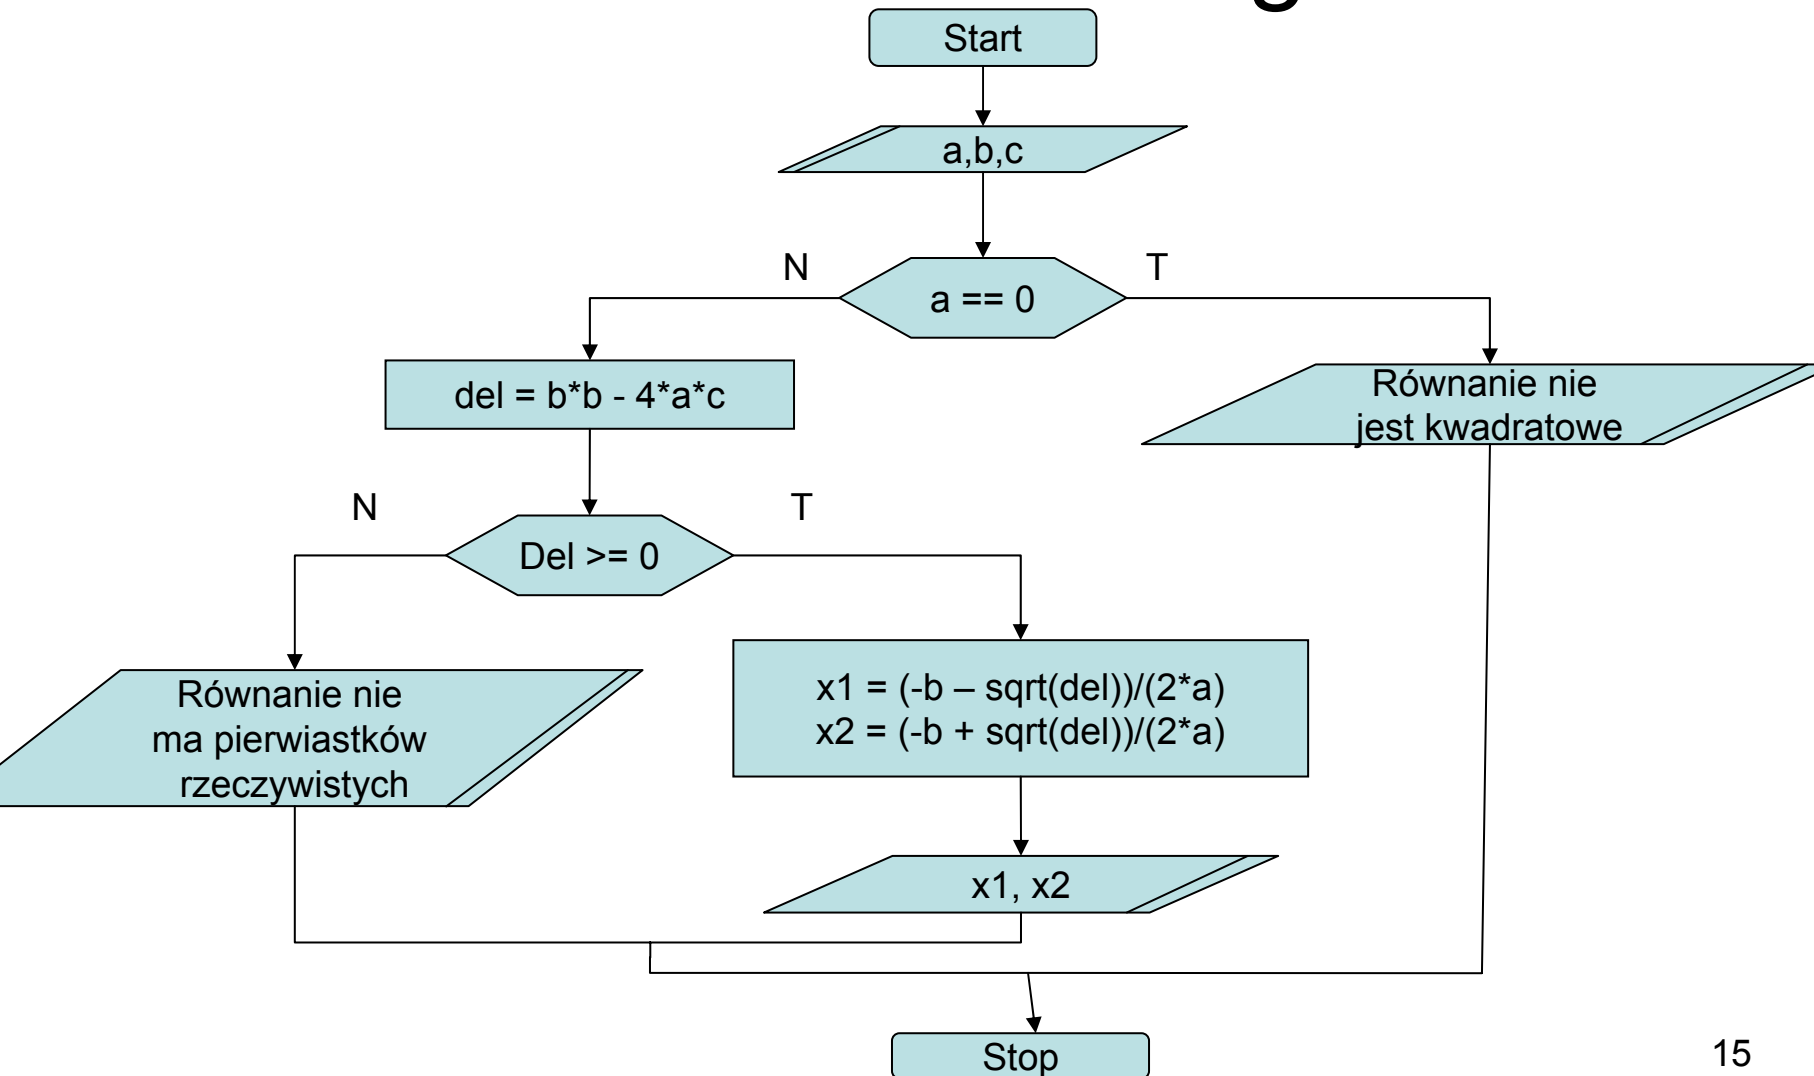 Start
a,b,c
N
T
a == 0
del = b*b - 4*a*c
Równanie nie
jest kwadratowe
N
T
Del >= 0
Równanie nie
ma pierwiastków
rzeczywistych
x1 = (-b – sqrt(del))/(2*a)
x2 = (-b + sqrt(del))/(2*a)
x1, x2
Stop
15